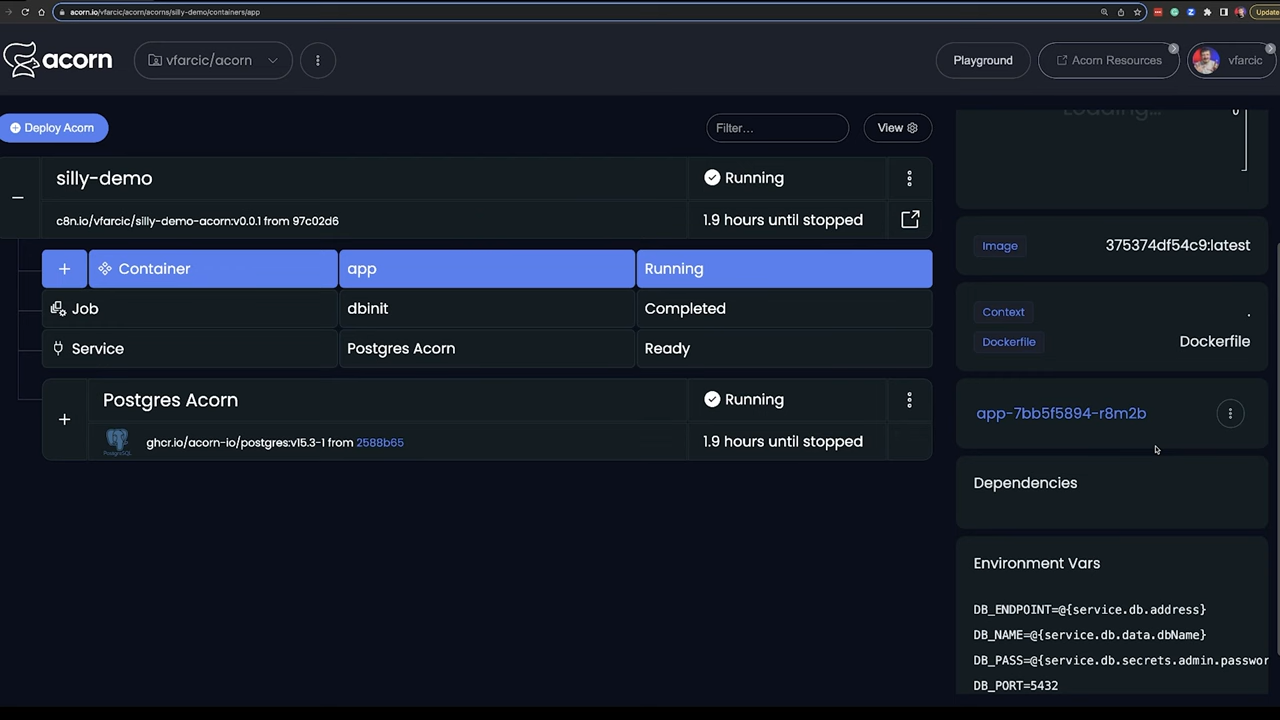 acorn.io/vfarcic/acorn/acorns/silly-demo/containers/app
Update
acorn
vfarcic/acorn
Playground
Acorn Resources
vfarcic
Deploy Acorn
Filter...
View
silly-demo
Running
c8n.io/vfarcic/silly-demo-acorn:v0.0.1 from 97c02d6
1.9 hours until stopped
Container
app
Running
Job
dbinit
Completed
Service
Postgres Acorn
Ready
Postgres Acorn
Running
ghcr.io/acorn-io/postgres:v15.3-1 from 2588b65
1.9 hours until stopped
Loading...
0
Image
375374df54c9:latest
Context
.
Dockerfile
Dockerfile
app-7bb5f5894-r8m2b
Dependencies
Environment Vars
DB_ENDPOINT=@{service.db.address}
DB_NAME=@{service.db.data.dbName}
DB_PASS=@{service.db.secrets.admin.passwor
DB_PORT=5432